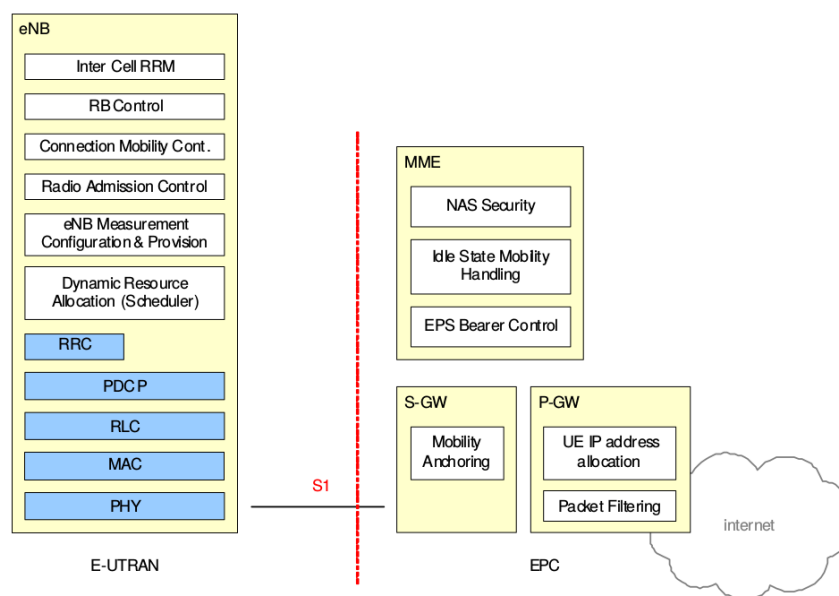 eNB
Inter Cell RRM
RB Control
Connection Mobility Cont.
Radio Admission Control
eNB Measurement
Configuration & Provision
Dynamic Resource
Allocation (Scheduler)
RRC
PDCP
RLC
MAC
PHY
E-UTRAN
S1
MME
NAS Security
Idle State Mobility
Handling
EPS Bearer Control
S-GW
Mobility
Anchoring
P-GW
UE IP address
allocation
Packet Filtering
internet
EPC